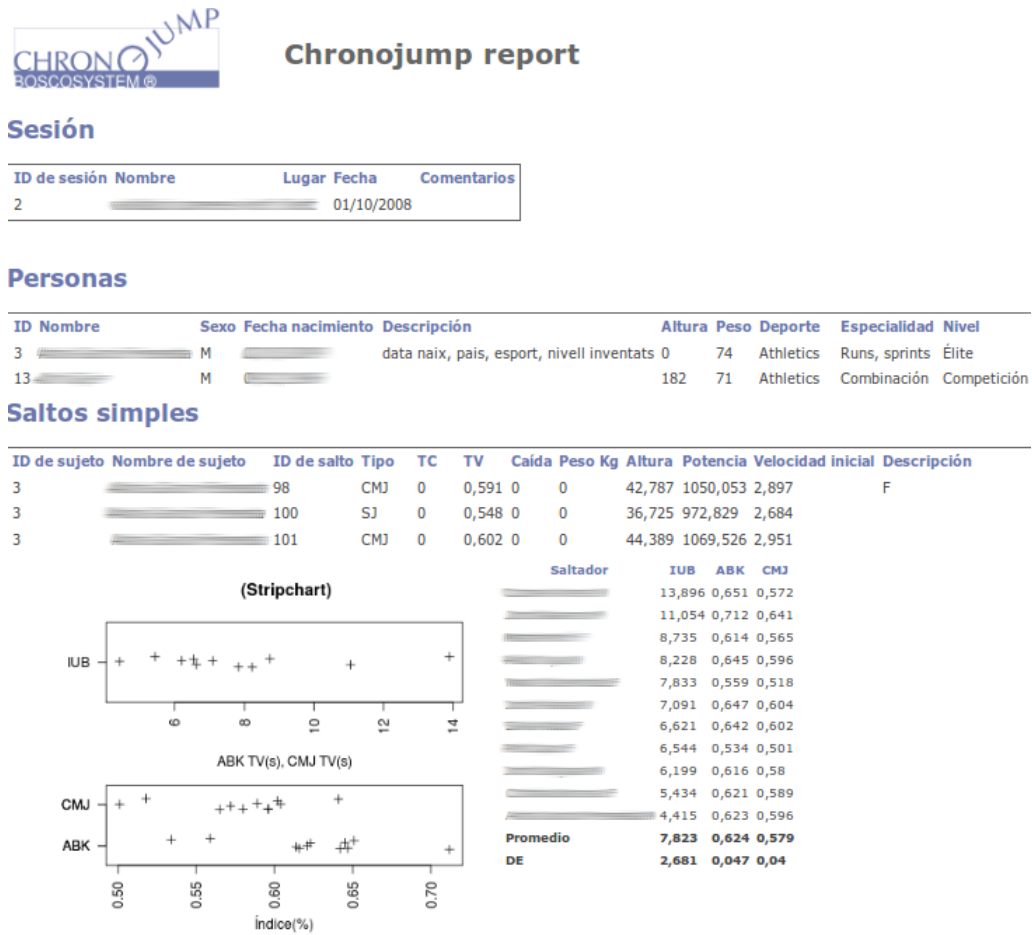 CHRONOJUMP
BOSCOSYSTEM ®
Chronojump report
Sesión
ID de sesión Nombre Lugar Fecha Comentarios
2 01/10/2008
Personas
ID Nombre Sexo Fecha nacimiento Descripción Altura Peso Deporte Especialidad Nivel
3 M data naix, pais, esport, nivell inventats 0 74 Athletics Runs, sprints Élite
13 M 182 71 Athletics Combinación Competición
Saltos simples
ID de sujeto Nombre de sujeto ID de salto Tipo TC TV Caída Peso Kg Altura Potencia Velocidad inicial Descripción
3 98 CMJ 0 0,591 0 0 42,787 1050,053 2,897 F
3 100 SJ 0 0,548 0 0 36,725 972,829 2,684
3 101 CMJ 0 0,602 0 0 44,389 1069,526 2,951
(Stripchart)
IUB
6 8 10 12 14
ABK TV(s), CMJ TV(s)
CMJ
ABK
0.50 0.55 0.60 0.65 0.70
Índice(%)
Saltador IUB ABK CMJ
13,896 0,651 0,572
11,054 0,712 0,641
8,735 0,614 0,565
8,228 0,645 0,596
7,833 0,559 0,518
7,091 0,647 0,604
6,621 0,642 0,602
6,544 0,534 0,501
6,199 0,616 0,58
5,434 0,621 0,589
4,415 0,623 0,596
Promedio 7,823 0,624 0,579
DE 2,681 0,047 0,04